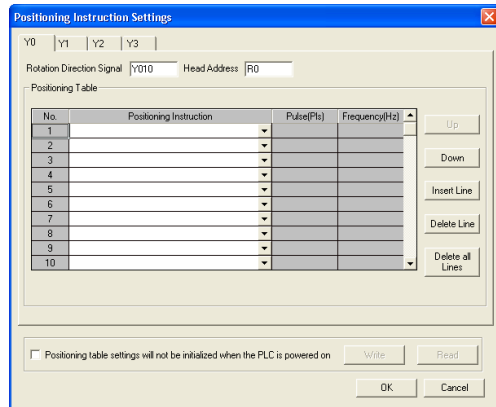 Positioning Instruction Settings
Y0 Y1 Y2 Y3
Rotation Direction Signal Y010 Head Address R0
Positioning Table
No. Positioning Instruction Pulse(Pls) Frequency(Hz)
1
2
3
4
5
6
7
8
9
10
Up
Down
Insert Line
Delete Line
Delete all
Lines
Positioning table settings will not be initialized when the PLC is powered on Write Read
OK Cancel